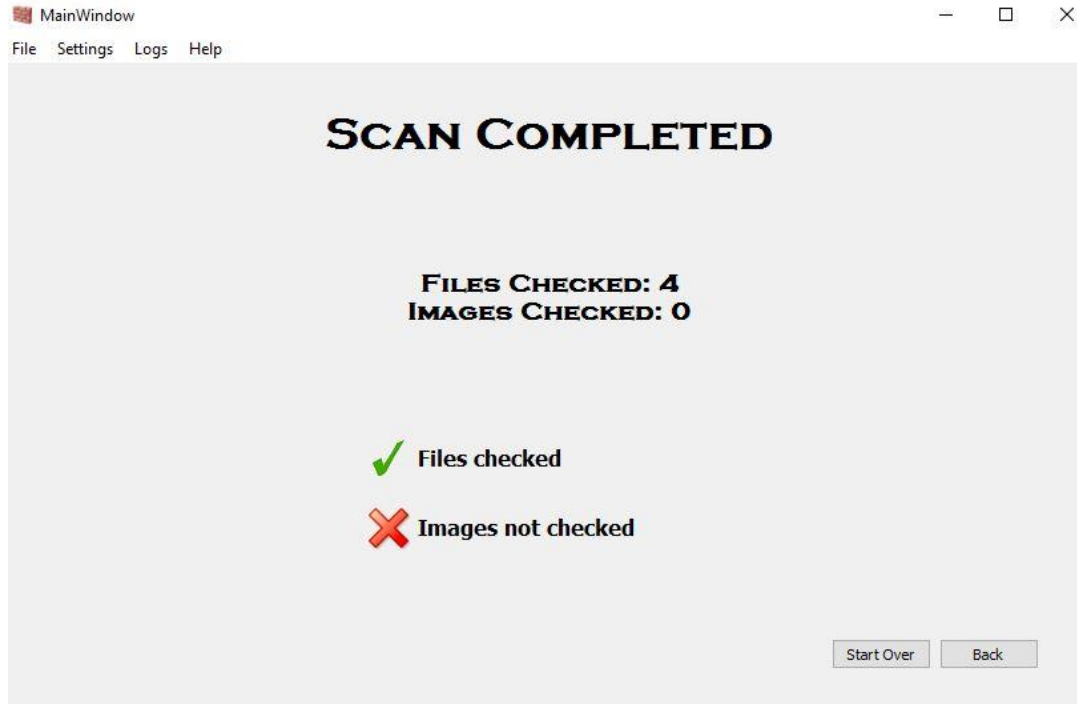 MainWindow
File Settings Logs Help
Scan Completed
Files Checked: 4
Images Checked: 0
Files checked
Images not checked
Start Over Back